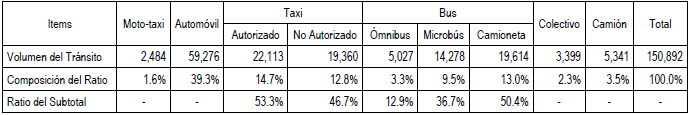 Items Moto-taxi Automóvil Taxi Bus Colectivo Camión Total
Autorizado No Autorizado Ómnibus Microbús Camioneta
Volumen del Tránsito 2,484 59,276 22,113 19,360 5,027 14,278 19,614 3,399 5,341 150,892
Composición del Ratio 1.6% 39.3% 14.7% 12.8% 3.3% 9.5% 13.0% 2.3% 3.5% 100.0%
Ratio del Subtotal - - 53.3% 46.7% 12.9% 36.7% 50.4% - - -